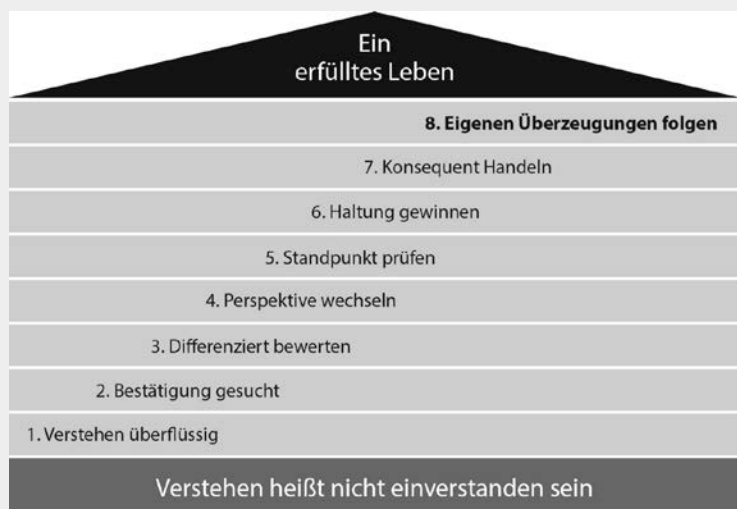 Ein
erfülltes Leben
8. Eigenen Überzeugungen folgen
7. Konsequent Handeln
6. Haltung gewinnen
5. Standpunkt prüfen
4. Perspektive wechseln
3. Differenziert bewerten
2. Bestätigung gesucht
1. Verstehen überflüssig
Verstehen heißt nicht einverstanden sein